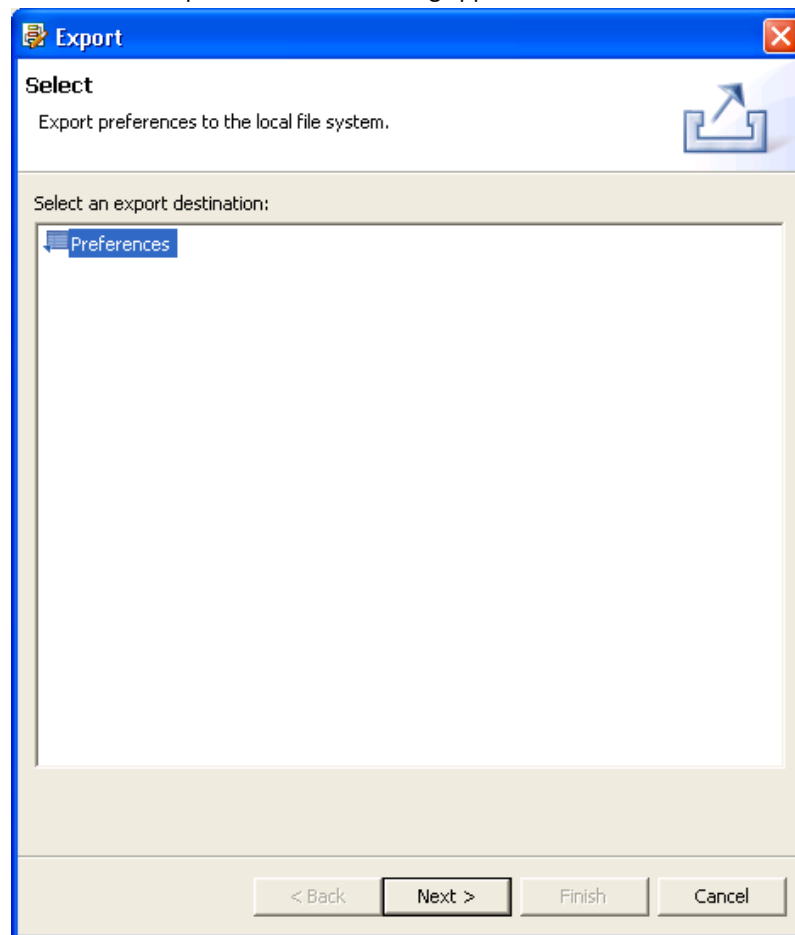 Export
Select
Export preferences to the local file system.
Select an export destination:
Preferences
< Back Next > Finish Cancel